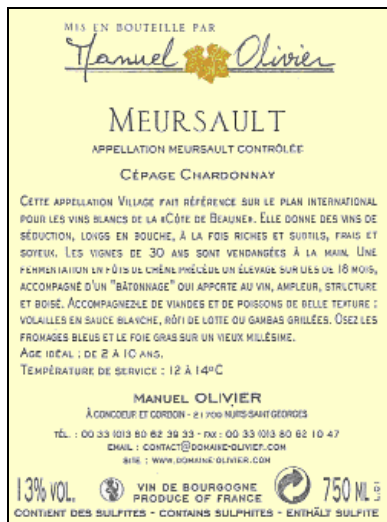 MIS EN BOUTEILLE PAR
Manuel Olivier
MEURSAULT
APPELLATION MEURSAULT CONTRÔLÉE
CÉPAGE CHARDONNAY
CETTE APPELLATION VILLAGE FAIT RÉFÉRENCE SUR LE PLAN INTERNATIONAL
POUR LES VINS BLANCS DE LA «CÔTE DE BEAUNE». ELLE DONNE DES VINS DE
SÉDUCTION, LONGS EN BOUCHE, À LA FOIS RICHES ET SUBTILS, FRAIS ET
SOYEUX. LES VIGNES DE 30 ANS SONT VENDANGÉES À LA MAIN. UNE
FERMENTATION EN FÛTS DE CHÊNE PRÉCÈDE UN ÉLEVAGE SUR LIES DE 18 MOIS,
ACCOMPAGNÉ D'UN "BÂTONNAGE" QUI APPORTE AU VIN, AMPLEUR, STRUCTURE
ET BOISÉ. ACCOMPAGNEZ-LE DE VIANDES ET DE POISSONS DE BELLE TEXTURE :
VOLAILLES EN SAUCE BLANCHE, RÔTI DE LOTTE OU GAMBAS GRILLÉES. OSEZ LES
FROMAGES BLEUS ET LE FOIE GRAS SUR UN VIEUX MILLÉSIME.
AGE IDÉAL : DE 2 À 10 ANS.
TEMPÉRATURE DE SERVICE : 12 À 14°C
MANUEL OLIVIER
À CONCOEUR ET CORBOIN - 21700 NUITS SAINT GEORGES
TÉL. : 00 33 (0)3 80 62 39 33 - FAX : 00 33 (0)3 80 62 10 47
EMAIL : CONTACT@DOMAINE-OLIVIER.COM
SITE : WWW.DOMAINE-OLIVIER.COM
13% VOL. VIN DE BOURGOGNE 750 ML
PRODUCE OF FRANCE
CONTIENT DES SULFITES - CONTAINS SULPHITES - ENTHÄLT SULFITE